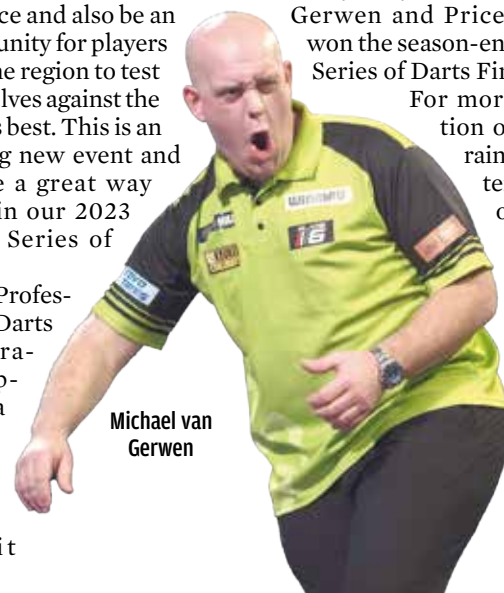 ce and also be an
unity for players
e region to test
lves against the
s best. This is an
g new event and
e a great way
in our 2023
Series of
Profes-
Darts
ra-
p-
a
it
Michael van
Gerwen
Gerwen and Price
won the season-en
Series of Darts Fin
For mor
tion o
rain
te
WINMAU